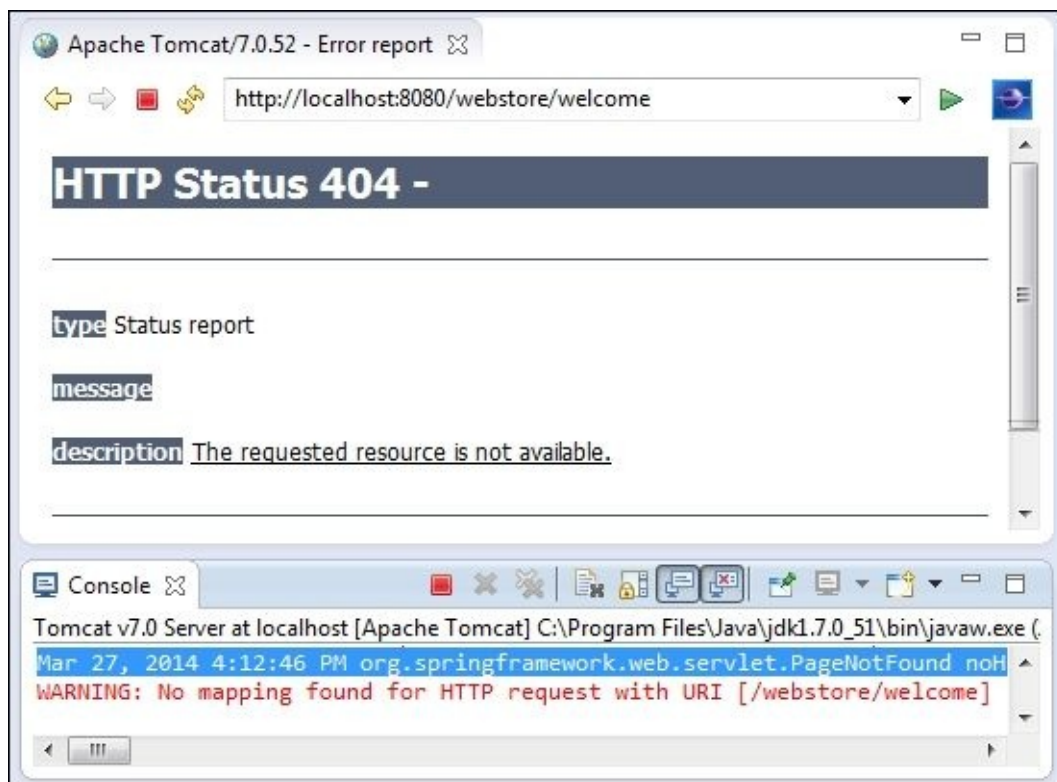 Apache Tomcat/7.0.52 - Error report
http://localhost:8080/webstore/welcome
HTTP Status 404 -
type Status report
message
description The requested resource is not available.
Console
Tomcat v7.0 Server at localhost [Apache Tomcat] C:\Program Files\Java\jdk1.7.0_51\bin\javaw.exe (
Mar 27, 2014 4:12:46 PM org.springframework.web.servlet.PageNotFound noH
WARNING: No mapping found for HTTP request with URI [/webstore/welcome]